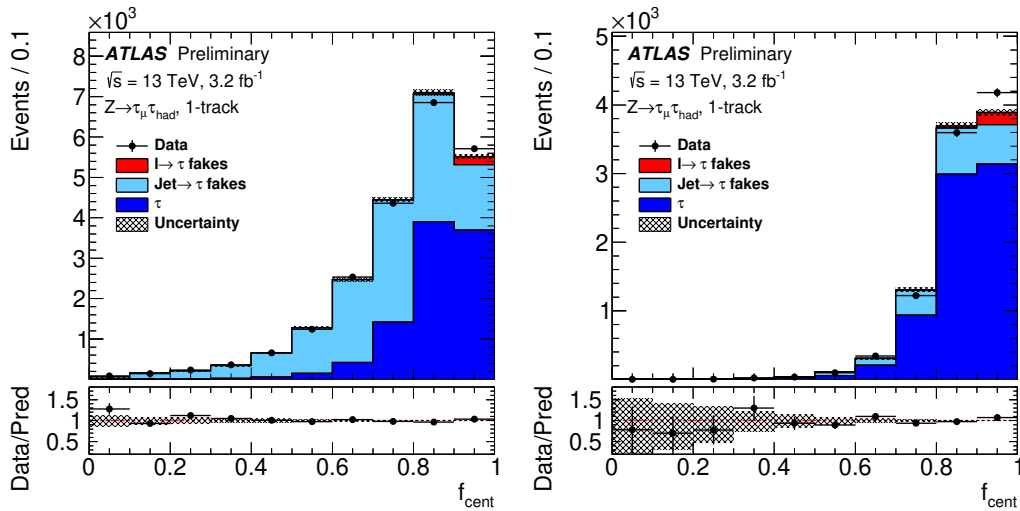 ×10³
8
7
6
5
4
3
2
1
Events / 0.1
ATLAS Preliminary
√s = 13 TeV, 3.2 fb⁻¹
Z→τ_μτ_had, 1-track
Data
l→τ fakes
Jet→τ fakes
τ
Uncertainty
1.5
1
0.5
Data/Pred
0 0.2 0.4 0.6 0.8 1
f_cent
×10³
5
4
3
2
1
Events / 0.1
ATLAS Preliminary
√s = 13 TeV, 3.2 fb⁻¹
Z→τ_μτ_had, 1-track
Data
l→τ fakes
Jet→τ fakes
τ
Uncertainty
1.5
1
0.5
Data/Pred
0 0.2 0.4 0.6 0.8 1
f_cent